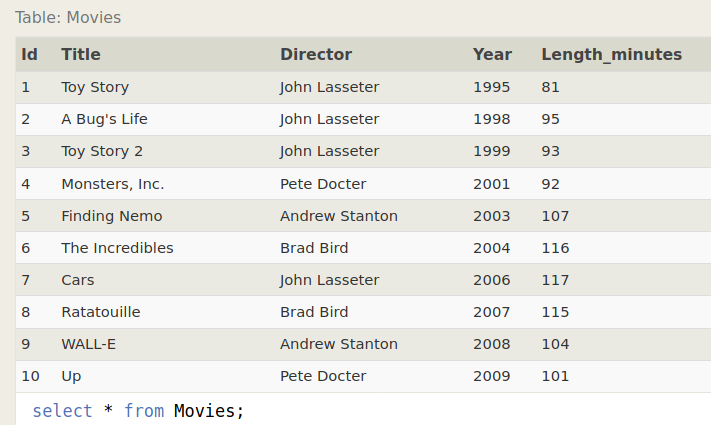 Table: Movies
Id Title Director Year Length_minutes
1 Toy Story John Lasseter 1995 81
2 A Bug's Life John Lasseter 1998 95
3 Toy Story 2 John Lasseter 1999 93
4 Monsters, Inc. Pete Docter 2001 92
5 Finding Nemo Andrew Stanton 2003 107
6 The Incredibles Brad Bird 2004 116
7 Cars John Lasseter 2006 117
8 Ratatouille Brad Bird 2007 115
9 WALL-E Andrew Stanton 2008 104
10 Up Pete Docter 2009 101
select * from Movies;